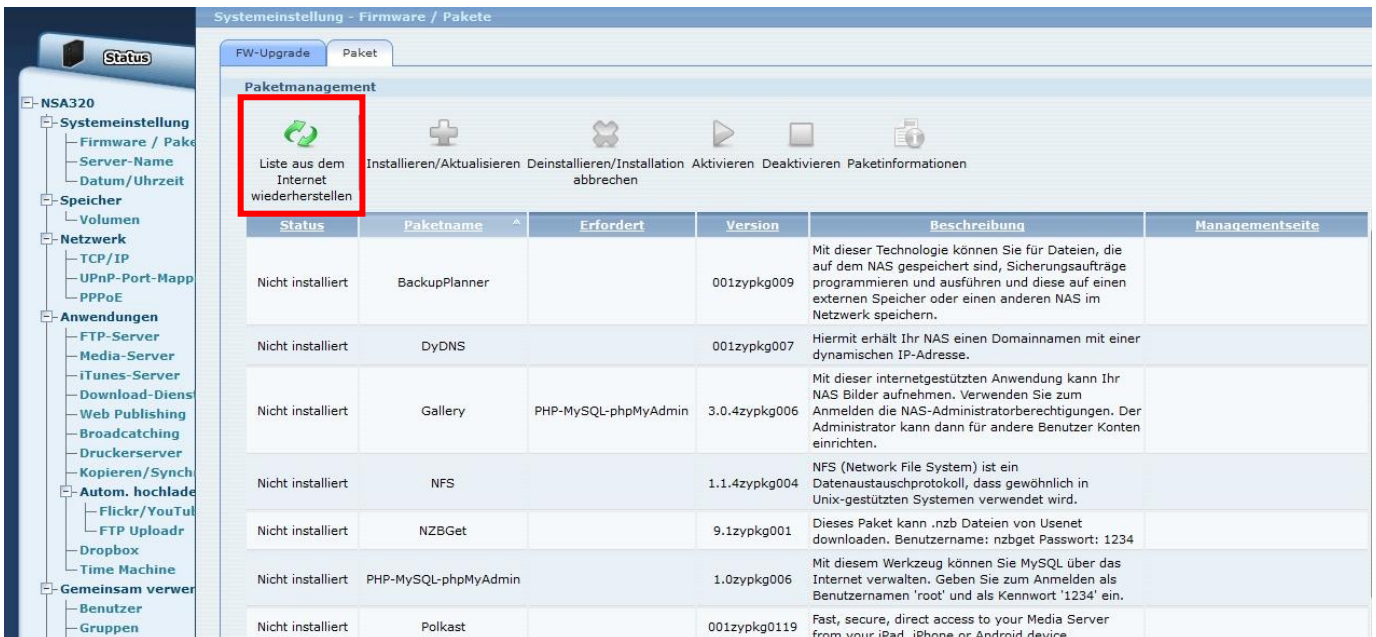 Systemeinstellung - Firmware / Pakete
Status
FW-Upgrade
Paket
Paketmanagement
NSA320
Systemeinstellung
Firmware / Pake
Server-Name
Datum/Uhrzeit
Speicher
Volumen
Netzwerk
TCP/IP
UPnP-Port-Mapp
PPPoE
Anwendungen
FTP-Server
Media-Server
iTunes-Server
Download-Diens
Web Publishing
Broadcatching
Druckerserver
Kopieren/Synch
Autom. hochlade
Flickr/YouTu
FTP Uploadr
Dropbox
Time Machine
Gemeinsam verwer
Benutzer
Gruppen
Liste aus dem
Internet
wiederherstellen
Installieren/Aktualisieren
Deinstallieren/Installation
abbrechen
Aktivieren
Deaktivieren
Paketinformationen
Status Paketname Erfordert Version Beschreibung Managementseite
Nicht installiert BackupPlanner 001zypkg009
Mit dieser Technologie können Sie für Dateien, die
auf dem NAS gespeichert sind, Sicherungsaufträge
programmieren und ausführen und diese auf einen
externen Speicher oder einen anderen NAS im
Netzwerk speichern.
Nicht installiert DyDNS 001zypkg007
Hiermit erhält Ihr NAS einen Domainnamen mit einer
dynamischen IP-Adresse.
Nicht installiert Gallery PHP-MySQL-phpMyAdmin 3.0.4zypkg006
Mit dieser internetgestützten Anwendung kann Ihr
NAS Bilder aufnehmen. Verwenden Sie zum
Anmelden die NAS-Administratorberechtigungen. Der
Administrator kann dann für andere Benutzer Konten
einrichten.
Nicht installiert NFS 1.1.4zypkg004
NFS (Network File System) ist ein
Datenaustauschprotokoll, dass gewöhnlich in
Unix-gestützten Systemen verwendet wird.
Nicht installiert NZBGet 9.1zypkg001
Dieses Paket kann .nzb Dateien von Usenet
downloaden. Benutzername: nzbget Passwort: 1234
Nicht installiert PHP-MySQL-phpMyAdmin 1.0zypkg006
Mit diesem Werkzeug können Sie MySQL über das
Internet verwalten. Geben Sie zum Anmelden als
Benutzernamen 'root' und als Kennwort '1234' ein.
Nicht installiert Polkast 001zypkg0119
Fast, secure, direct access to your Media Server
from your iPad, iPhone or Android device